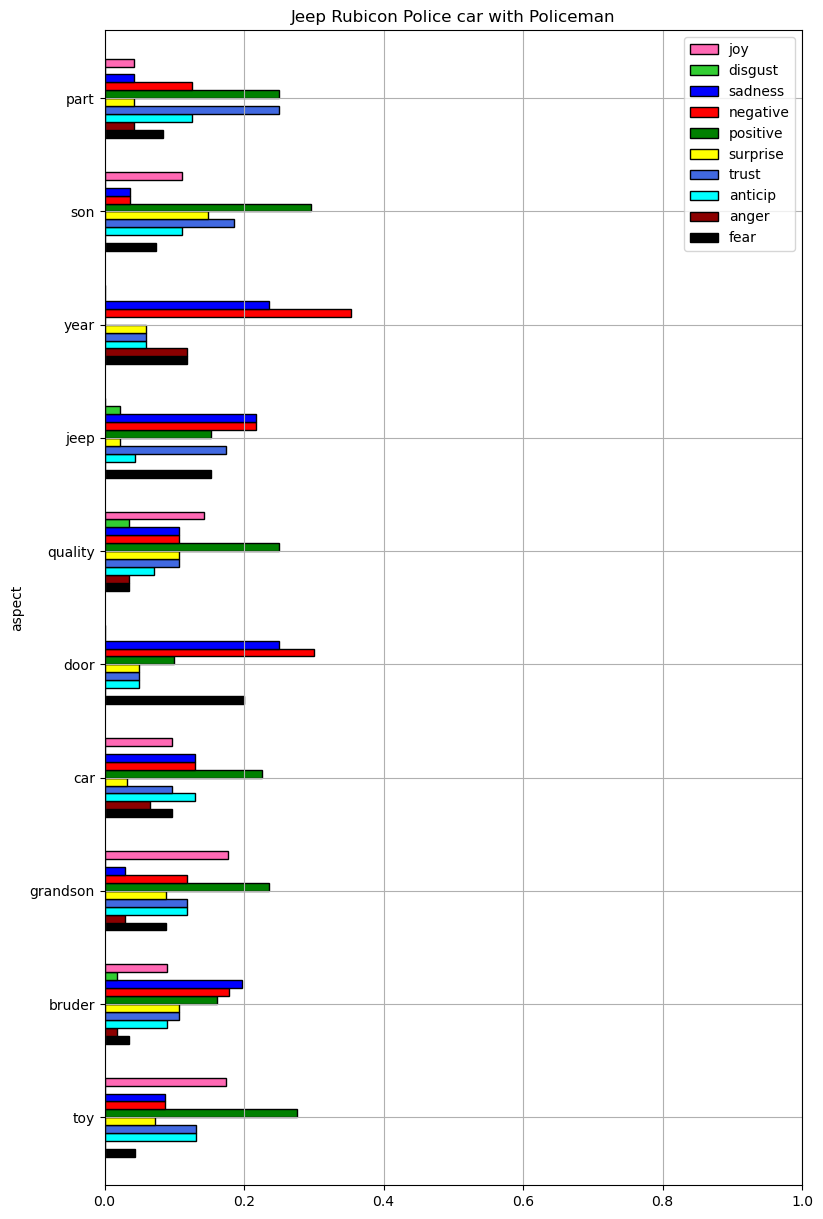 Jeep Rubicon Police car with Policeman
joy
disgust
sadness
negative
positive
surprise
trust
anticip
anger
fear
aspect
part
son
year
jeep
quality
door
car
grandson
bruder
toy
0.0 0.2 0.4 0.6 0.8 1.0